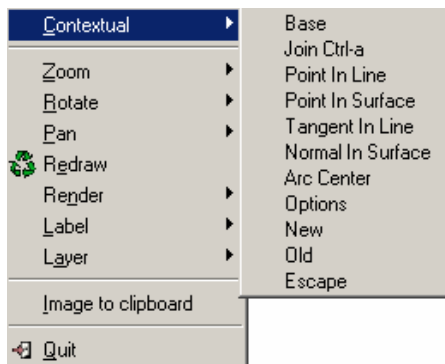 Contextual
Zoom
Rotate
Pan
Redraw
Render
Label
Layer
Image to clipboard
Quit
Base
Join Ctrl-a
Point In Line
Point In Surface
Tangent In Line
Normal In Surface
Arc Center
Options
New
Old
Escape